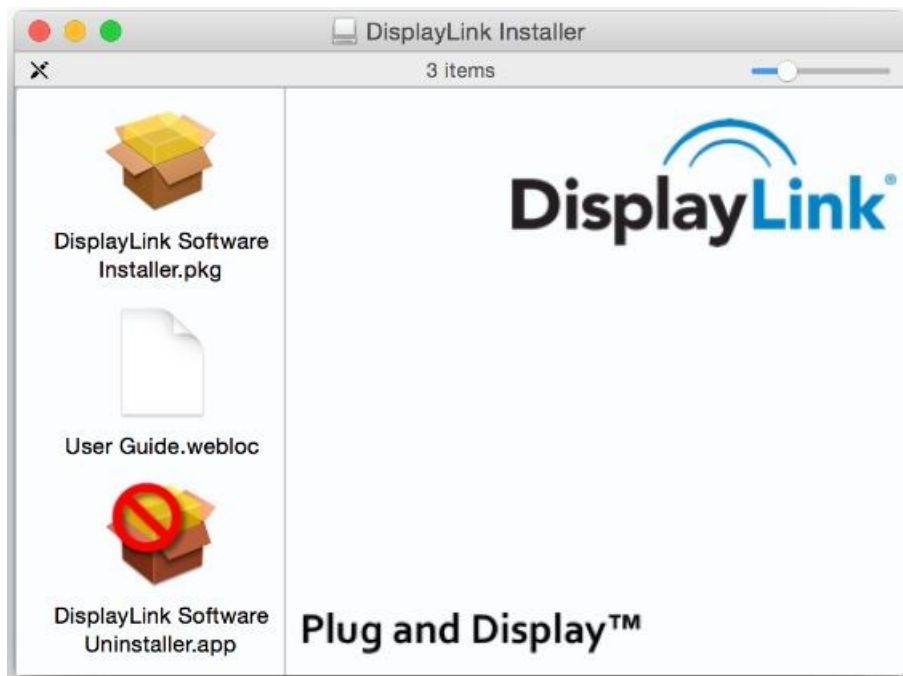 DisplayLink Installer
3 items
DisplayLink®
DisplayLink Software
Installer.pkg
User Guide.webloc
DisplayLink Software
Uninstaller.app
Plug and Display™